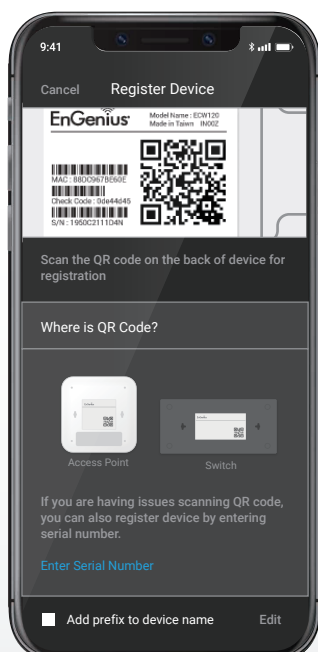 9:41
Cancel Register Device
EnGenius
Model Name : ECW120
Made in Taiwn IN00Z
MAC : 88DC967BE60E
Check Code : 0de44d45
S/N : 1950C2111D4N
Scan the QR code on the back of device for
registration
Where is QR Code?
Access Point
Switch
If you are having issues scanning QR code,
you can also register device by entering
serial number.
Enter Serial Number
Add prefix to device name Edit